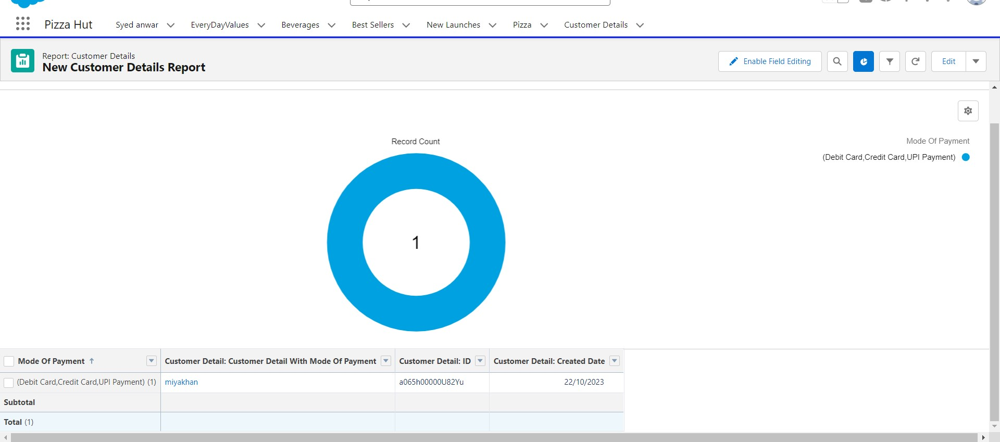 Pizza Hut
Syed anwar
EveryDayValues
Beverages
Best Sellers
New Launches
Pizza
Customer Details
Report: Customer Details
New Customer Details Report
Enable Field Editing
Edit
Record Count
1
Mode Of Payment
(Debit Card,Credit Card,UPI Payment)
Mode Of Payment ↑ Customer Detail: Customer Detail With Mode Of Payment Customer Detail: ID Customer Detail: Created Date
(Debit Card,Credit Card,UPI Payment) (1) miyakhan a065h00000U82Yu 22/10/2023
Subtotal
Total (1)